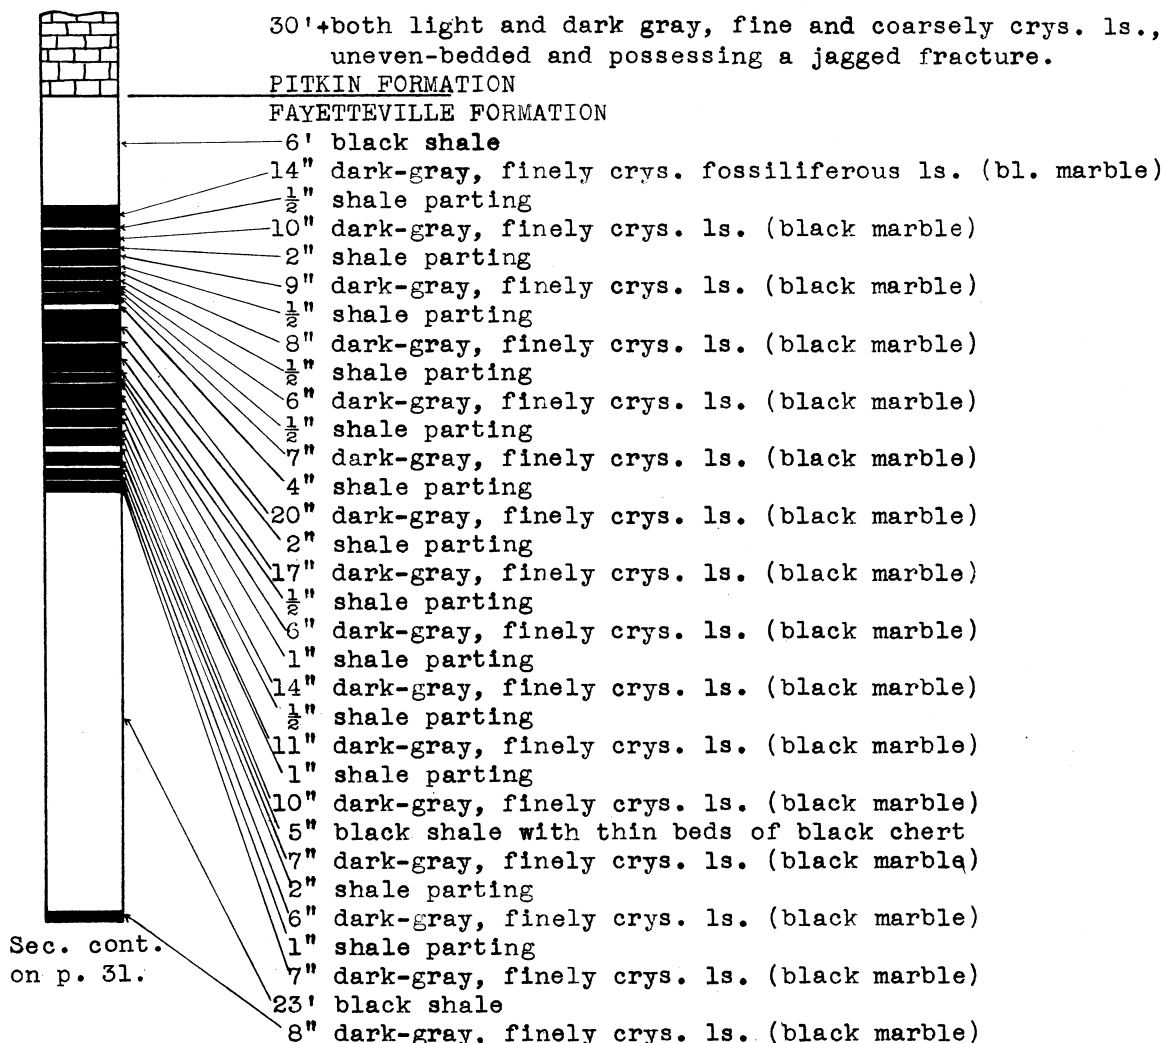 30'+both light and dark gray, fine and coarsely crys. ls.,
uneven-bedded and possessing a jagged fracture.
PITKIN FORMATION
FAYETTEVILLE FORMATION
6' black shale
14" dark-gray, finely crys. fossiliferous ls. (bl. marble)
½" shale parting
10" dark-gray, finely crys. ls. (black marble)
2" shale parting
9" dark-gray, finely crys. ls. (black marble)
½" shale parting
8" dark-gray, finely crys. ls. (black marble)
½" shale parting
6" dark-gray, finely crys. ls. (black marble)
½" shale parting
7" dark-gray, finely crys. ls. (black marble)
4" shale parting
20" dark-gray, finely crys. ls. (black marble)
2" shale parting
17" dark-gray, finely crys. ls. (black marble)
½" shale parting
6" dark-gray, finely crys. ls. (black marble)
1" shale parting
14" dark-gray, finely crys. ls. (black marble)
½" shale parting
11" dark-gray, finely crys. ls. (black marble)
1" shale parting
10" dark-gray, finely crys. ls. (black marble)
5" black shale with thin beds of black chert
7" dark-gray, finely crys. ls. (black marble)
2" shale parting
6" dark-gray, finely crys. ls. (black marble)
1" shale parting
7" dark-gray, finely crys. ls. (black marble)
23' black shale
8" dark-gray, finely crys. ls. (black marble)
Sec. cont.
on p. 31.